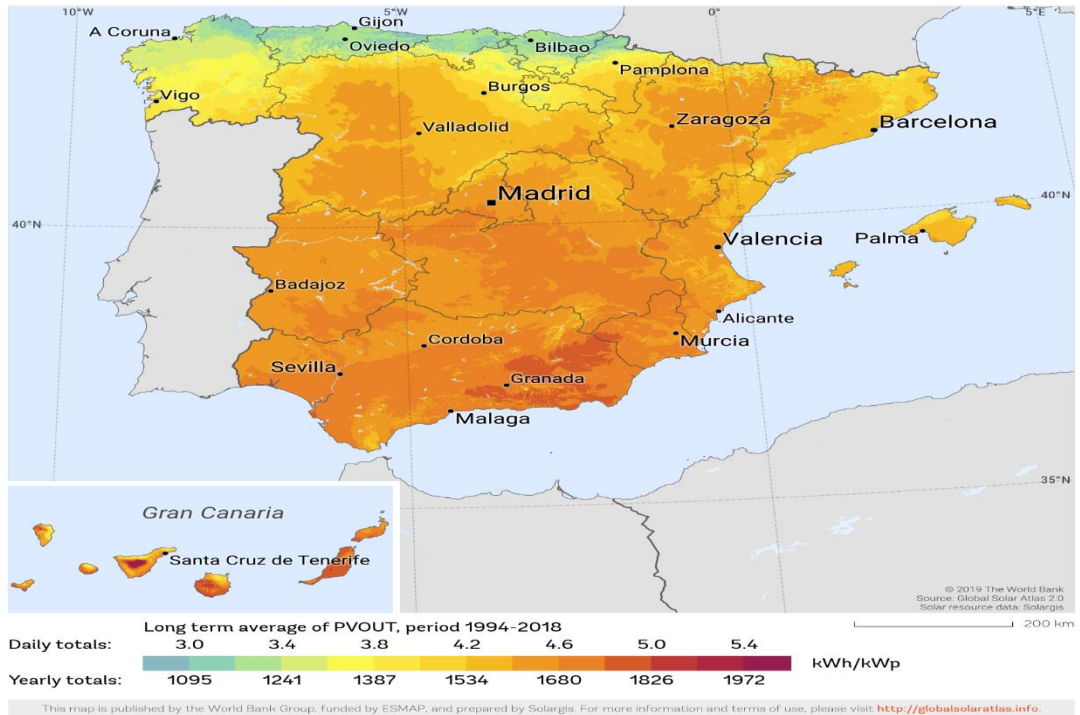 10°W
5°W
0°
5°E
A Coruna
Gijon
Oviedo
Bilbao
Pamplona
Vigo
Burgos
Valladolid
Zaragoza
Barcelona
Madrid
40°N
40°N
Valencia
Palma
Badajoz
Alicante
Cordoba
Murcia
Sevilla
Granada
Malaga
35°N
Gran Canaria
Santa Cruz de Tenerife
© 2019 The World Bank
Source: Global Solar Atlas 2.0
Solar resource data: Solargis
200 km
Long term average of PVOUT, period 1994-2018
Daily totals: 3.0 3.4 3.8 4.2 4.6 5.0 5.4
kWh/kWp
Yearly totals: 1095 1241 1387 1534 1680 1826 1972
This map is published by the World Bank Group, funded by ESMAP, and prepared by Solargis. For more information and terms of use, please visit http://globalsolaratlas.info.